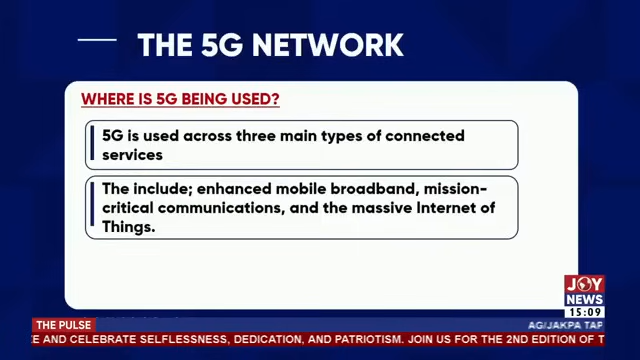 THE 5G NETWORK
WHERE IS 5G BEING USED?
5G is used across three main types of connected
services
The include; enhanced mobile broadband, mission-
critical communications, and the massive Internet of
Things.
JOY
NEWS
15:09
THE PULSE
AG/JAKPA TAP
E AND CELEBRATE SELFLESSNESS, DEDICATION, AND PATRIOTISM. JOIN US FOR THE 2ND EDITION OF T